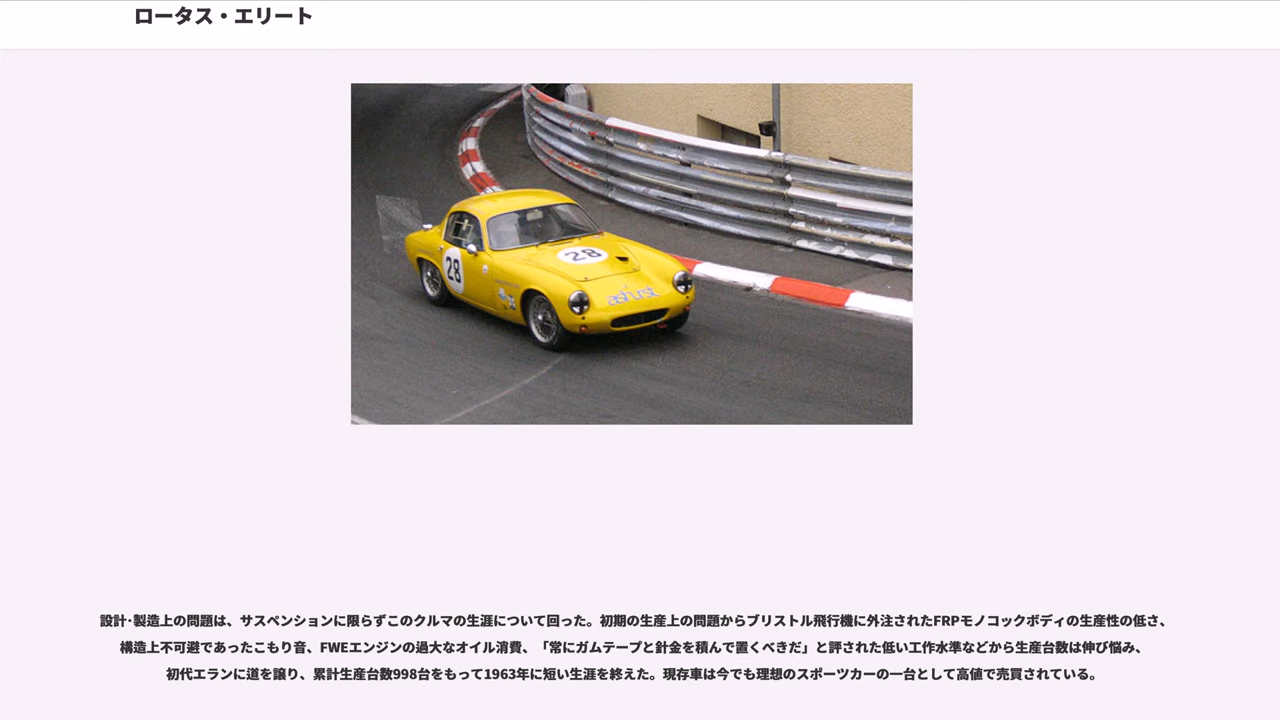 ロータス・エリート
28
28
ashurst
設計･製造上の問題は、サスペンションに限らずこのクルマの生涯について回った。初期の生産上の問題からブリストル飛行機に外注されたFRPモノコックボディの生産性の低さ、
構造上不可避であったこもり音、FWEエンジンの過大なオイル消費、「常にガムテープと針金を積んで置くべきだ」と評された低い工作水準などから生産台数は伸び悩み、
初代エランに道を譲り、累計生産台数998台をもって1963年に短い生涯を終えた。現存車は今でも理想のスポーツカーの一台として高値で売買されている。